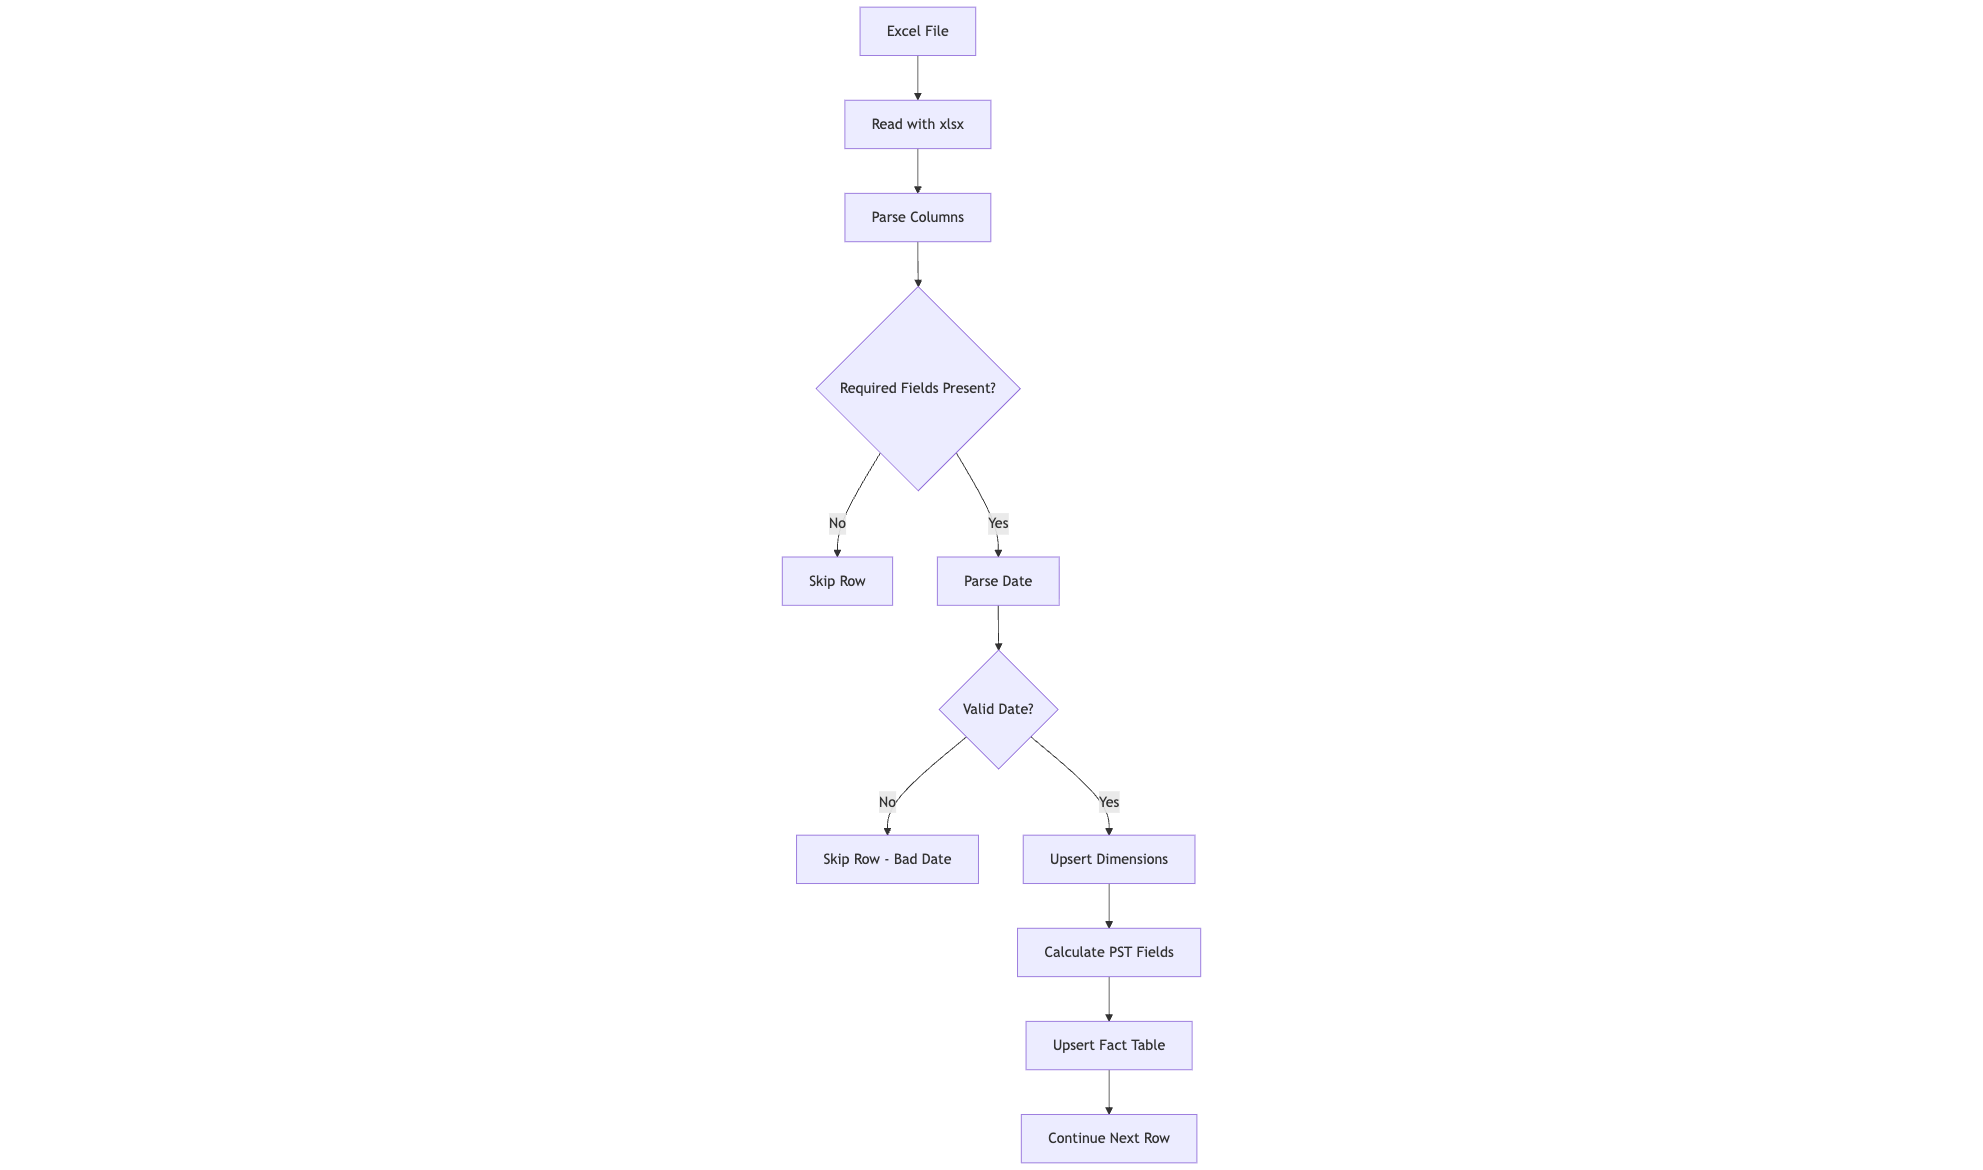 Excel File
Read with xlsx
Parse Columns
Required Fields Present?
No
Yes
Skip Row
Parse Date
Valid Date?
No
Yes
Skip Row - Bad Date
Upsert Dimensions
Calculate PST Fields
Upsert Fact Table
Continue Next Row